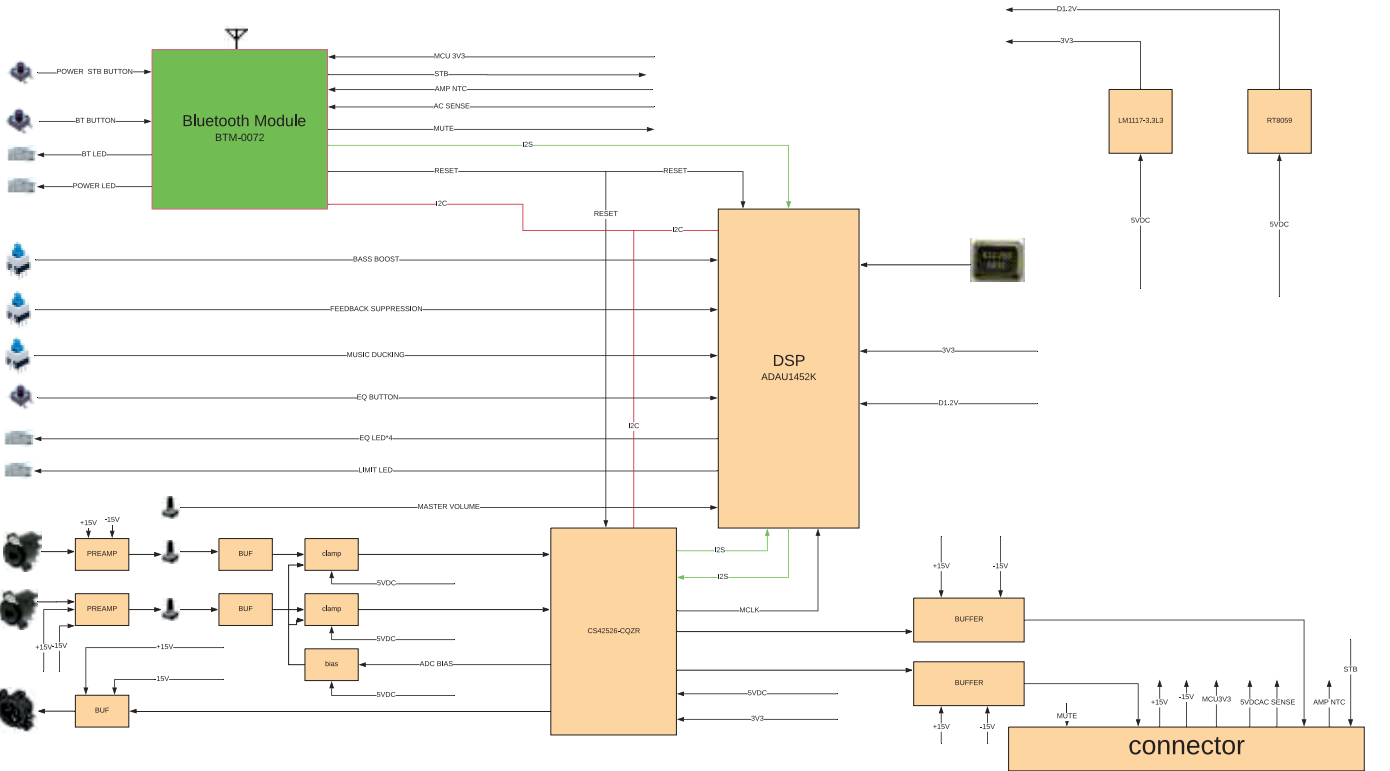 D1.2V
3V3
LM1117-3.3L3
RT8059
5VDC
5VDC
POWER STB BUTTON
BT BUTTON
BT LED
POWER LED
Bluetooth Module
BTM-0072
MCU 3V3
STB
AMP NTC
AC SENSE
MUTE
I2S
RESET
RESET
RESET
I2C
I2C
BASS BOOST
FEEDBACK SUPPRESSION
MUSIC DUCKING
EQ BUTTON
EQ LED*4
LIMIT LED
MASTER VOLUME
I2C
DSP
ADAU1452K
3V3
D1.2V
+15V
-15V
PREAMP
BUF
clamp
5VDC
PREAMP
BUF
clamp
5VDC
+15V
-15V
bias
ADC BIAS
5VDC
+15V
-15V
BUF
CS42526-CQZR
I2S
I2S
MCLK
5VDC
3V3
+15V
-15V
BUFFER
BUFFER
+15V
-15V
MUTE
+15V
-15V
MCU3V3
5VDC
AC SENSE
AMP NTC
STB
connector